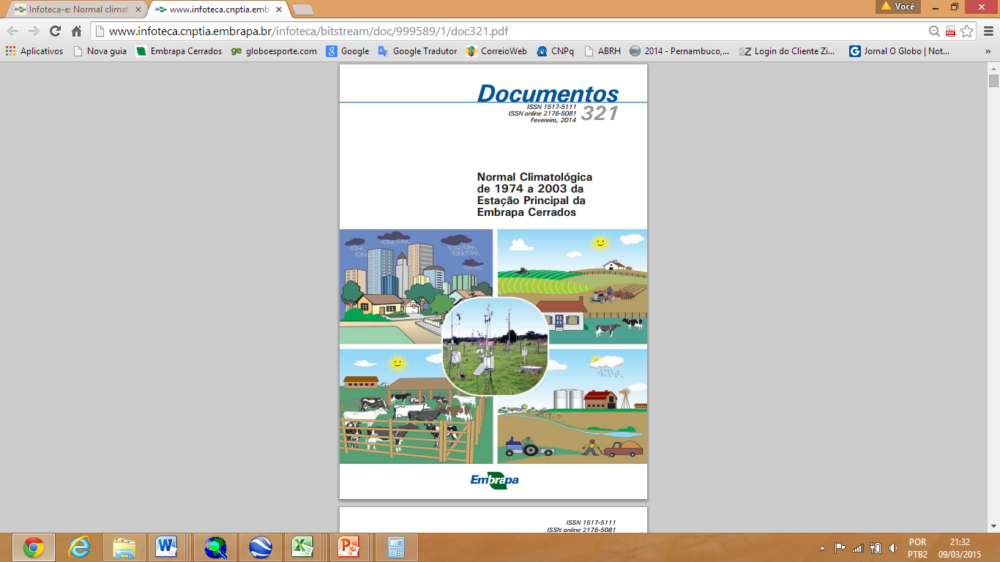 Infoteca-e: Normal climat
www.infoteca.cnptia.emb
Você
www.infoteca.cnptia.embrapa.br/infoteca/bitstream/doc/999589/1/doc321.pdf
Aplicativos Nova guia Embrapa Cerrados ge globoesporte.com Google Google Tradutor CorreioWeb CNPq ABRH 2014 - Pernambuco,... Login do Cliente Zi... Jornal O Globo | Not... »
Documentos
ISSN 1517-5111
ISSN online 2176-5081
Fevereiro, 2014
321
Normal Climatológica
de 1974 a 2003 da
Estação Principal da
Embrapa Cerrados
Embrapa
ISSN 1517-5111
ISSN online 2176-5081
POR
PTB2
21:32
09/03/2015